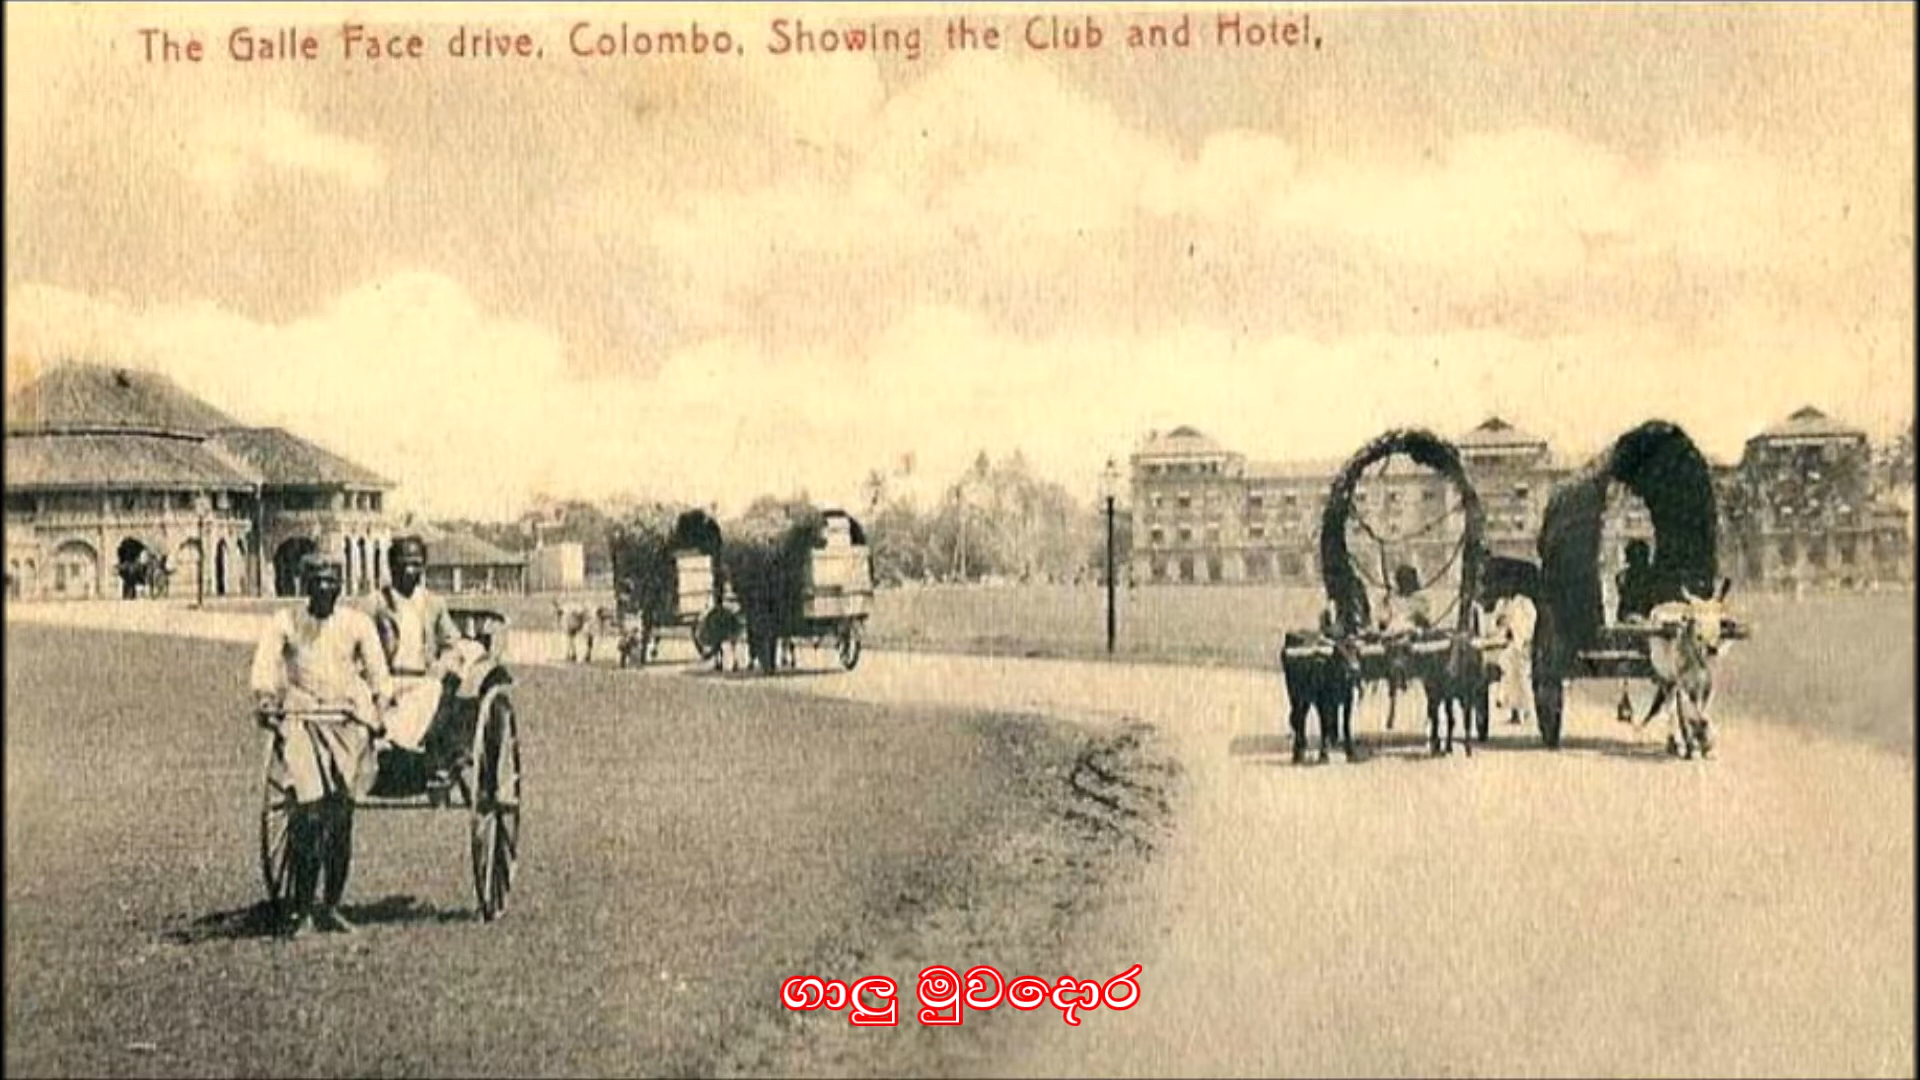 The Galle Face drive, Colombo, Showing the Club and Hotel,
ගාලු මුවදොර